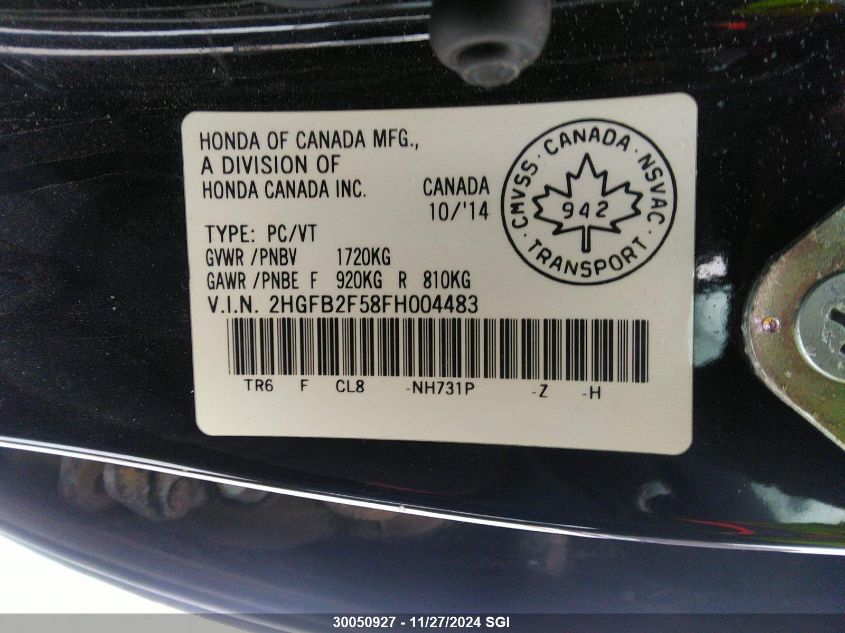 HONDA OF CANADA MFG.,
A DIVISION OF
HONDA CANADA INC. CANADA
10/'14
TYPE: PC/VT
GVWR /PNBV 1720KG
GAWR /PNBE F 920KG R 810KG
V.I.N. 2HGFB2F58FH004483
TR6 F CL8 -NH731P -Z -H
CMVSS · CANADA · NSVAC · TRANSPORT ·
942
30050927 - 11/27/2024 SGI